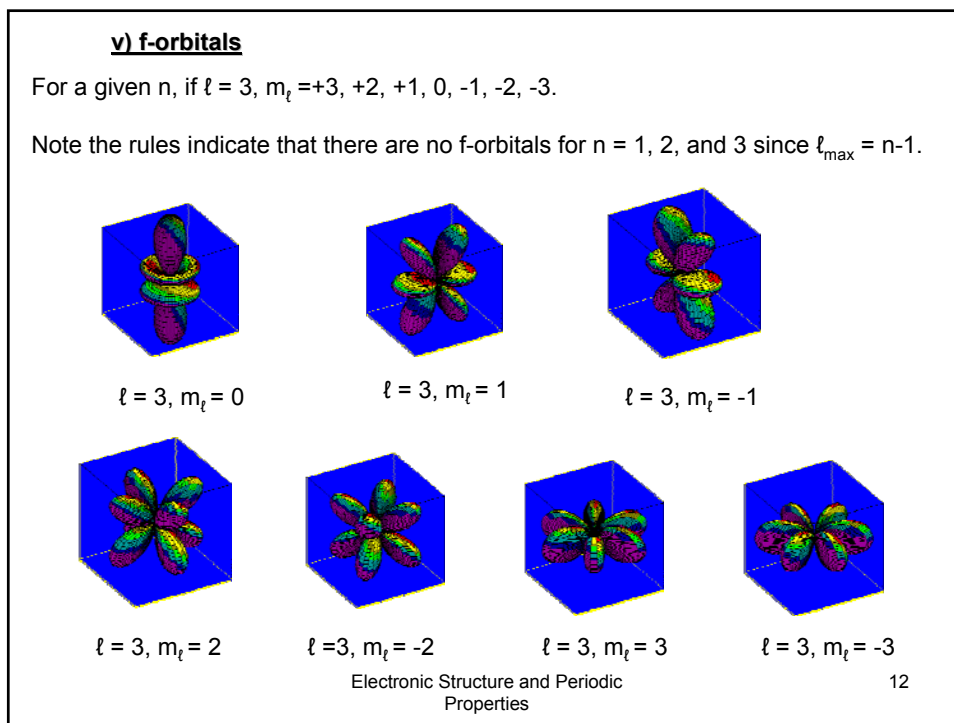 v) f-orbitals
For a given n, if ℓ = 3, mℓ =+3, +2, +1, 0, -1, -2, -3.
Note the rules indicate that there are no f-orbitals for n = 1, 2, and 3 since ℓmax = n-1.
ℓ = 3, mℓ = 0
ℓ = 3, mℓ = 1
ℓ = 3, mℓ = -1
ℓ = 3, mℓ = 2
ℓ =3, mℓ = -2
ℓ = 3, mℓ = 3
ℓ = 3, mℓ = -3
Electronic Structure and Periodic
Properties
12